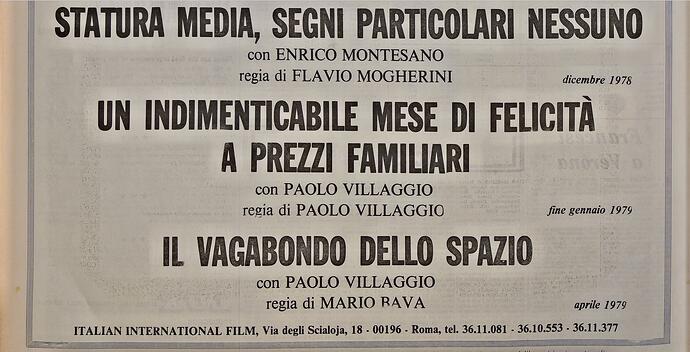 STATURA MEDIA, SEGNI PARTICOLARI NESSUNO
con ENRICO MONTESANO
regia di FLAVIO MOGHERINI
dicembre 1978
UN INDIMENTICABILE MESE DI FELICITÀ
A PREZZI FAMILIARI
con PAOLO VILLAGGIO
regia di PAOLO VILLAGGIO
fine gennaio 1979
IL VAGABONDO DELLO SPAZIO
con PAOLO VILLAGGIO
regia di MARIO BAVA
aprile 1979
ITALIAN INTERNATIONAL FILM, Via degli Scialoja, 18 - 00196 - Roma, tel. 36.11.081 - 36.10.553 - 36.11.377